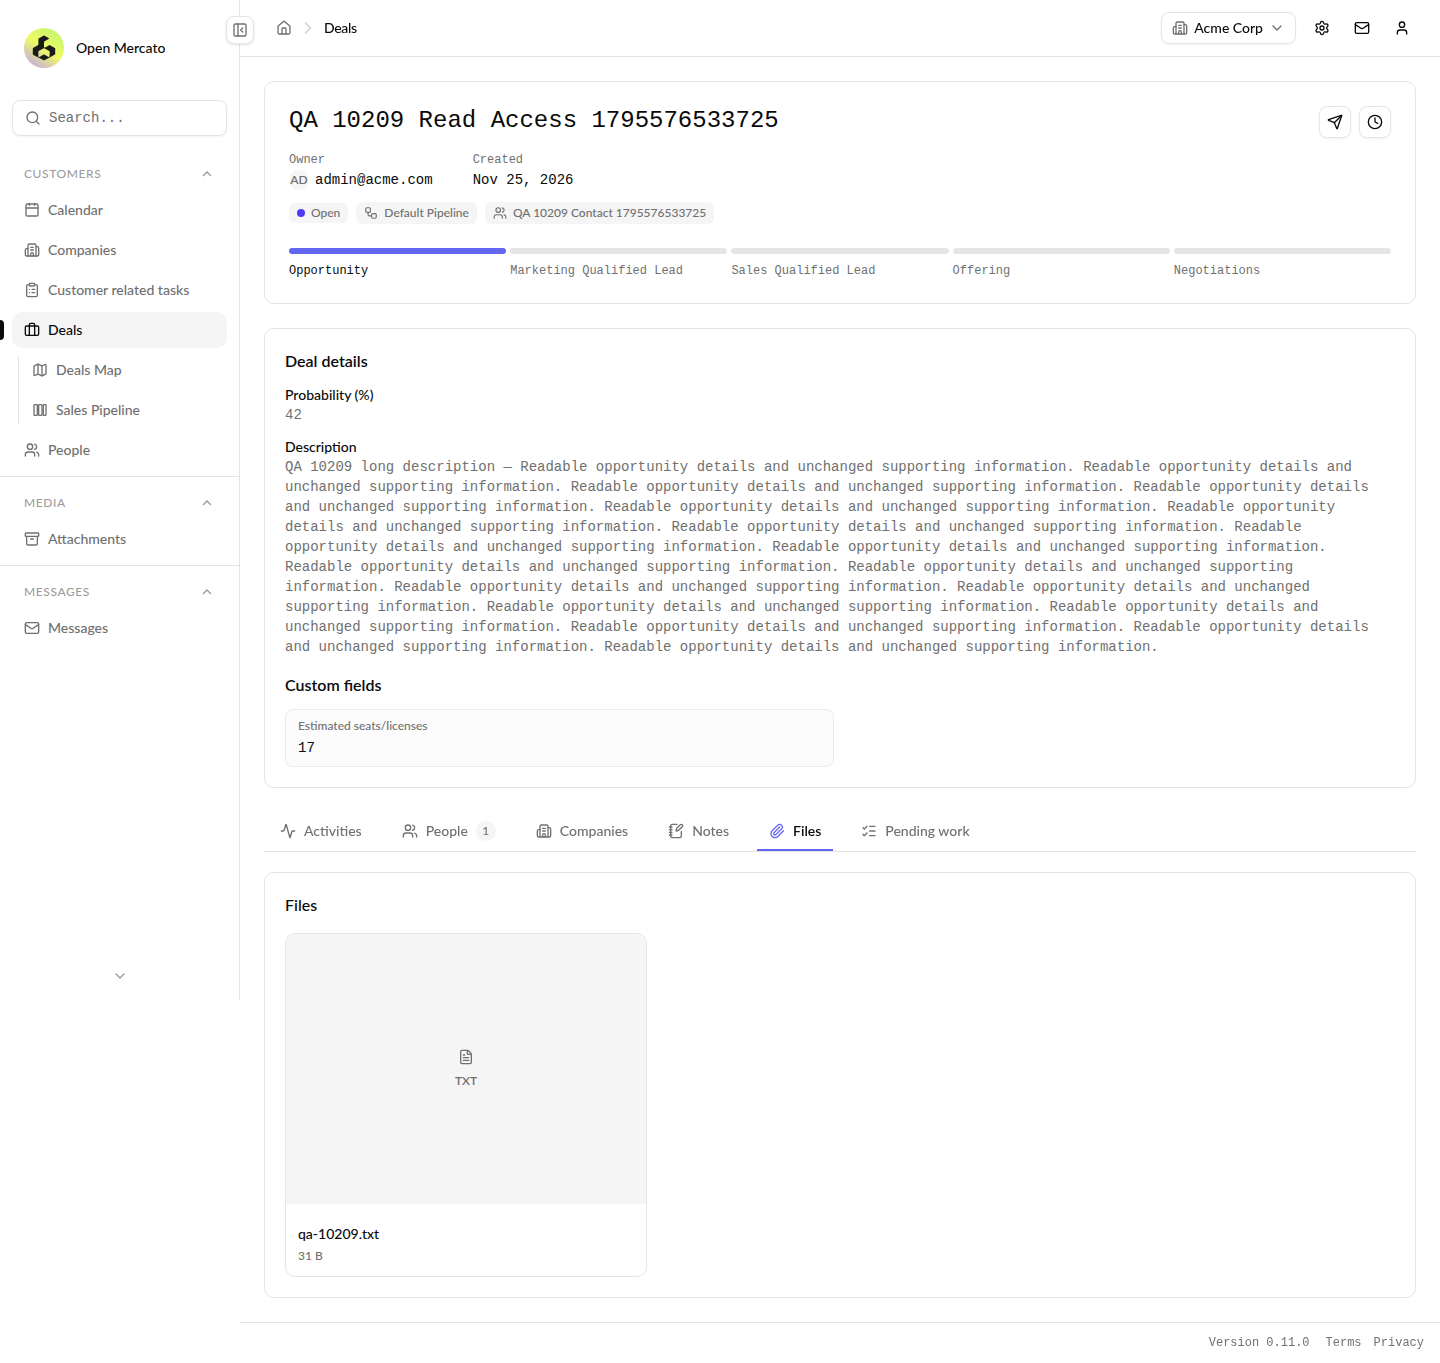 Open Mercato
Deals
Acme Corp
Search...
CUSTOMERS
Calendar
Companies
Customer related tasks
Deals
Deals Map
Sales Pipeline
People
MEDIA
Attachments
MESSAGES
Messages
QA 10209 Read Access 1795576533725
Owner
Created
AD admin@acme.com
Nov 25, 2026
Open
Default Pipeline
QA 10209 Contact 1795576533725
Opportunity
Marketing Qualified Lead
Sales Qualified Lead
Offering
Negotiations
Deal details
Probability (%)
42
Description
QA 10209 long description — Readable opportunity details and unchanged supporting information. Readable opportunity details and
unchanged supporting information. Readable opportunity details and unchanged supporting information. Readable opportunity details
and unchanged supporting information. Readable opportunity details and unchanged supporting information. Readable opportunity
details and unchanged supporting information. Readable opportunity details and unchanged supporting information. Readable
opportunity details and unchanged supporting information. Readable opportunity details and unchanged supporting information.
Readable opportunity details and unchanged supporting information. Readable opportunity details and unchanged supporting
information. Readable opportunity details and unchanged supporting information. Readable opportunity details and unchanged
supporting information. Readable opportunity details and unchanged supporting information. Readable opportunity details and
unchanged supporting information. Readable opportunity details and unchanged supporting information. Readable opportunity details
and unchanged supporting information. Readable opportunity details and unchanged supporting information.
Custom fields
Estimated seats/licenses
17
Activities
People 1
Companies
Notes
Files
Pending work
Files
TXT
qa-10209.txt
31 B
Version 0.11.0
Terms
Privacy